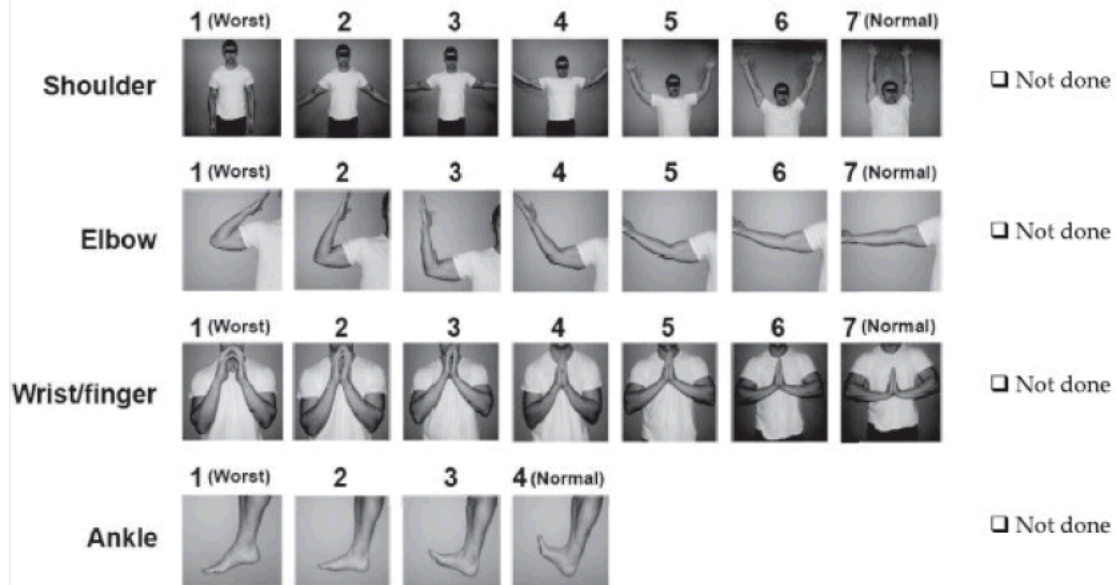 1 (Worst) 2 3 4 5 6 7 (Normal)
Shoulder ❑ Not done
1 (Worst) 2 3 4 5 6 7 (Normal)
Elbow ❑ Not done
1 (Worst) 2 3 4 5 6 7 (Normal)
Wrist/finger ❑ Not done
1 (Worst) 2 3 4 (Normal)
Ankle ❑ Not done